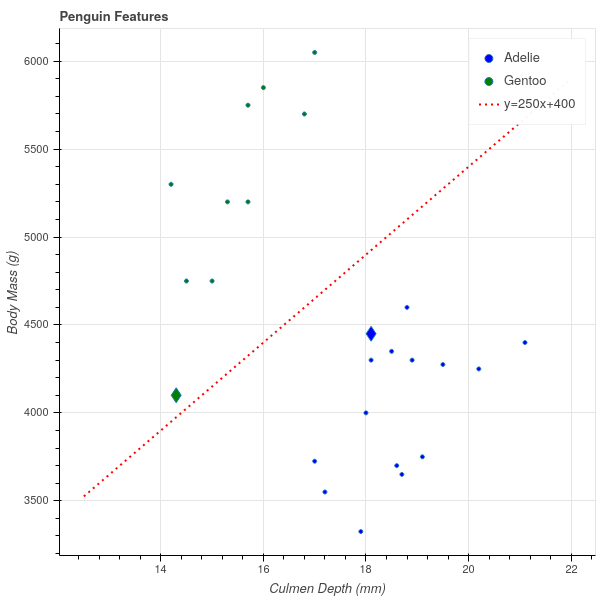 Penguin Features
Adelie
Gentoo
y=250x+400
6000
5500
5000
4500
4000
3500
Body Mass (g)
14
16
18
20
22
Culmen Depth (mm)